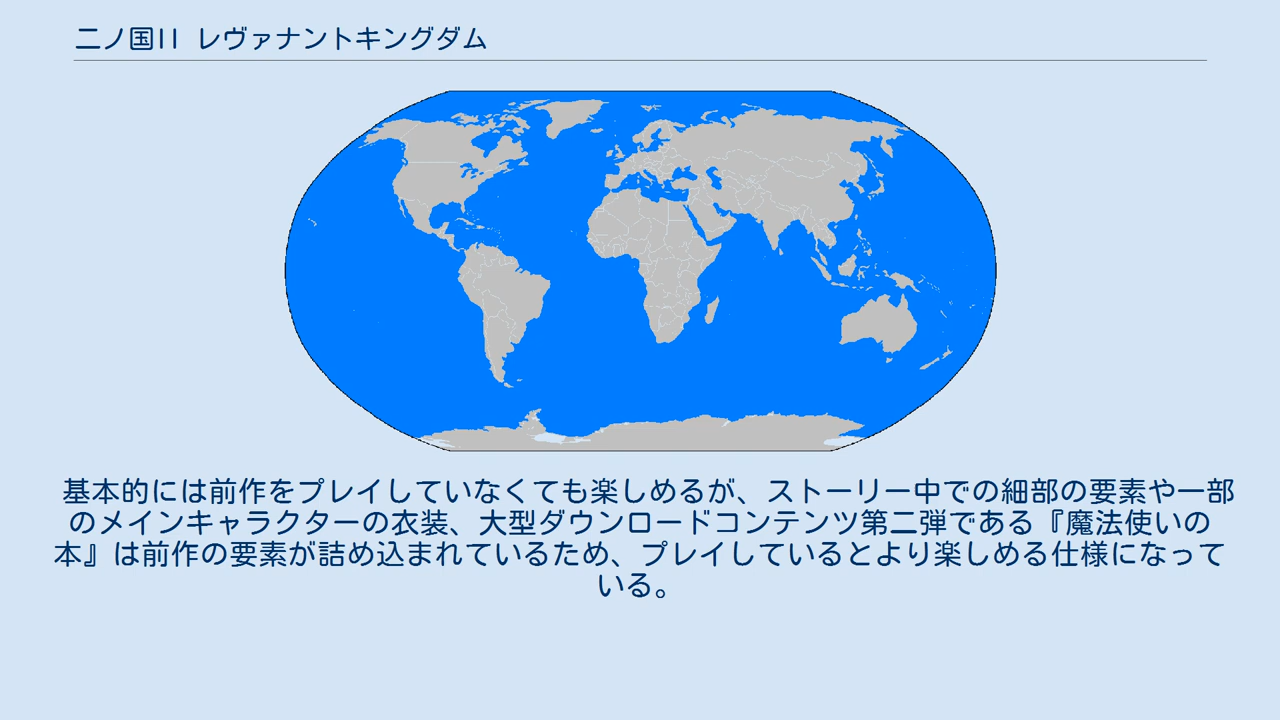 二ノ国II レヴァナントキングダム
基本的には前作をプレイしていなくても楽しめるが、ストーリー中での細部の要素や一部
のメインキャラクターの衣装、大型ダウンロードコンテンツ第二弾である『魔法使いの
本』は前作の要素が詰め込まれているため、プレイしているとより楽しめる仕様になって
いる。